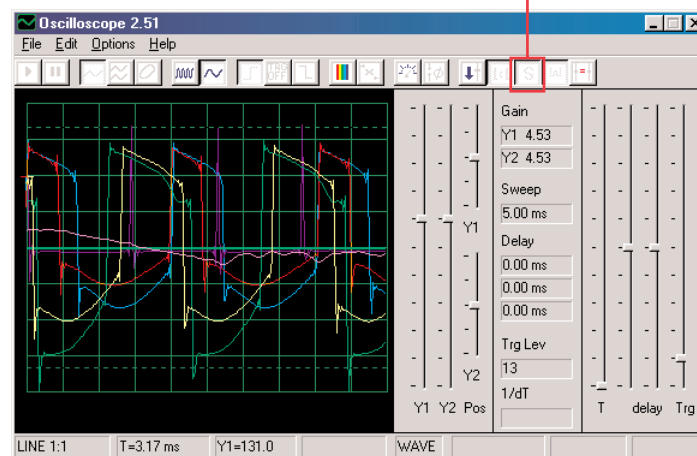 Oscilloscope 2.51
File Edit Options Help
TRG OFF
S
Gain
Y1 4.53
Y2 4.53
Sweep
5.00 ms
Delay
0.00 ms
0.00 ms
0.00 ms
Trg Lev
13
1/dT
Y1
Y2
Y1 Y2 Pos
T delay Trg
LINE 1:1 T=3.17 ms Y1=131.0 WAVE